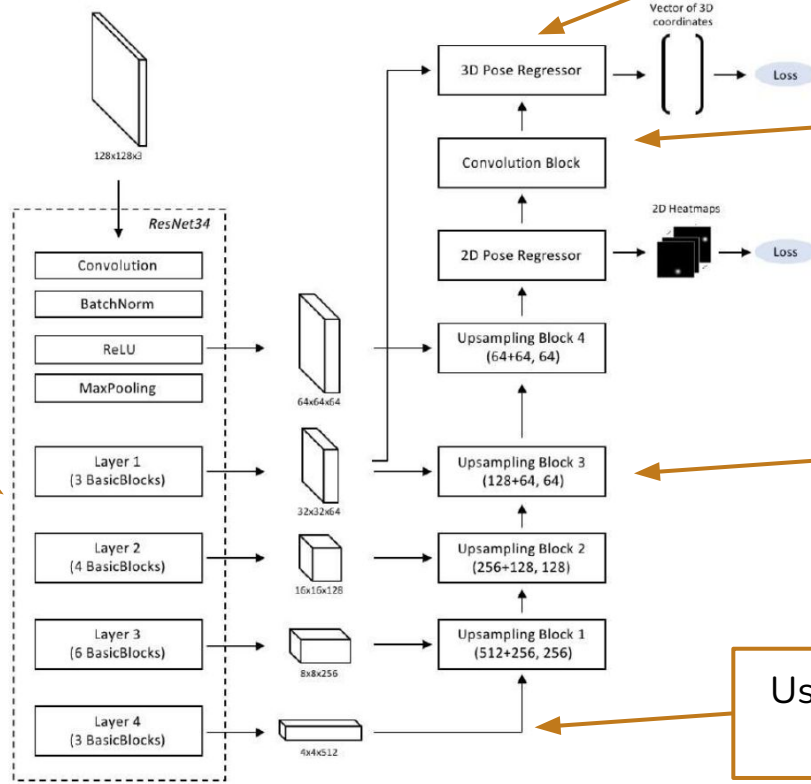 128x128x3
ResNet34
Convolution
BatchNorm
ReLU
MaxPooling
Layer 1
(3 BasicBlocks)
Layer 2
(4 BasicBlocks)
Layer 3
(6 BasicBlocks)
Layer 4
(3 BasicBlocks)
64x64x64
32x32x64
16x16x128
8x8x256
4x4x512
3D Pose Regressor
Convolution Block
2D Pose Regressor
Upsampling Block 4
(64+64, 64)
Upsampling Block 3
(128+64, 64)
Upsampling Block 2
(256+128, 128)
Upsampling Block 1
(512+256, 256)
Vector of 3D
coordinates
Loss
2D Heatmaps
Loss
Us